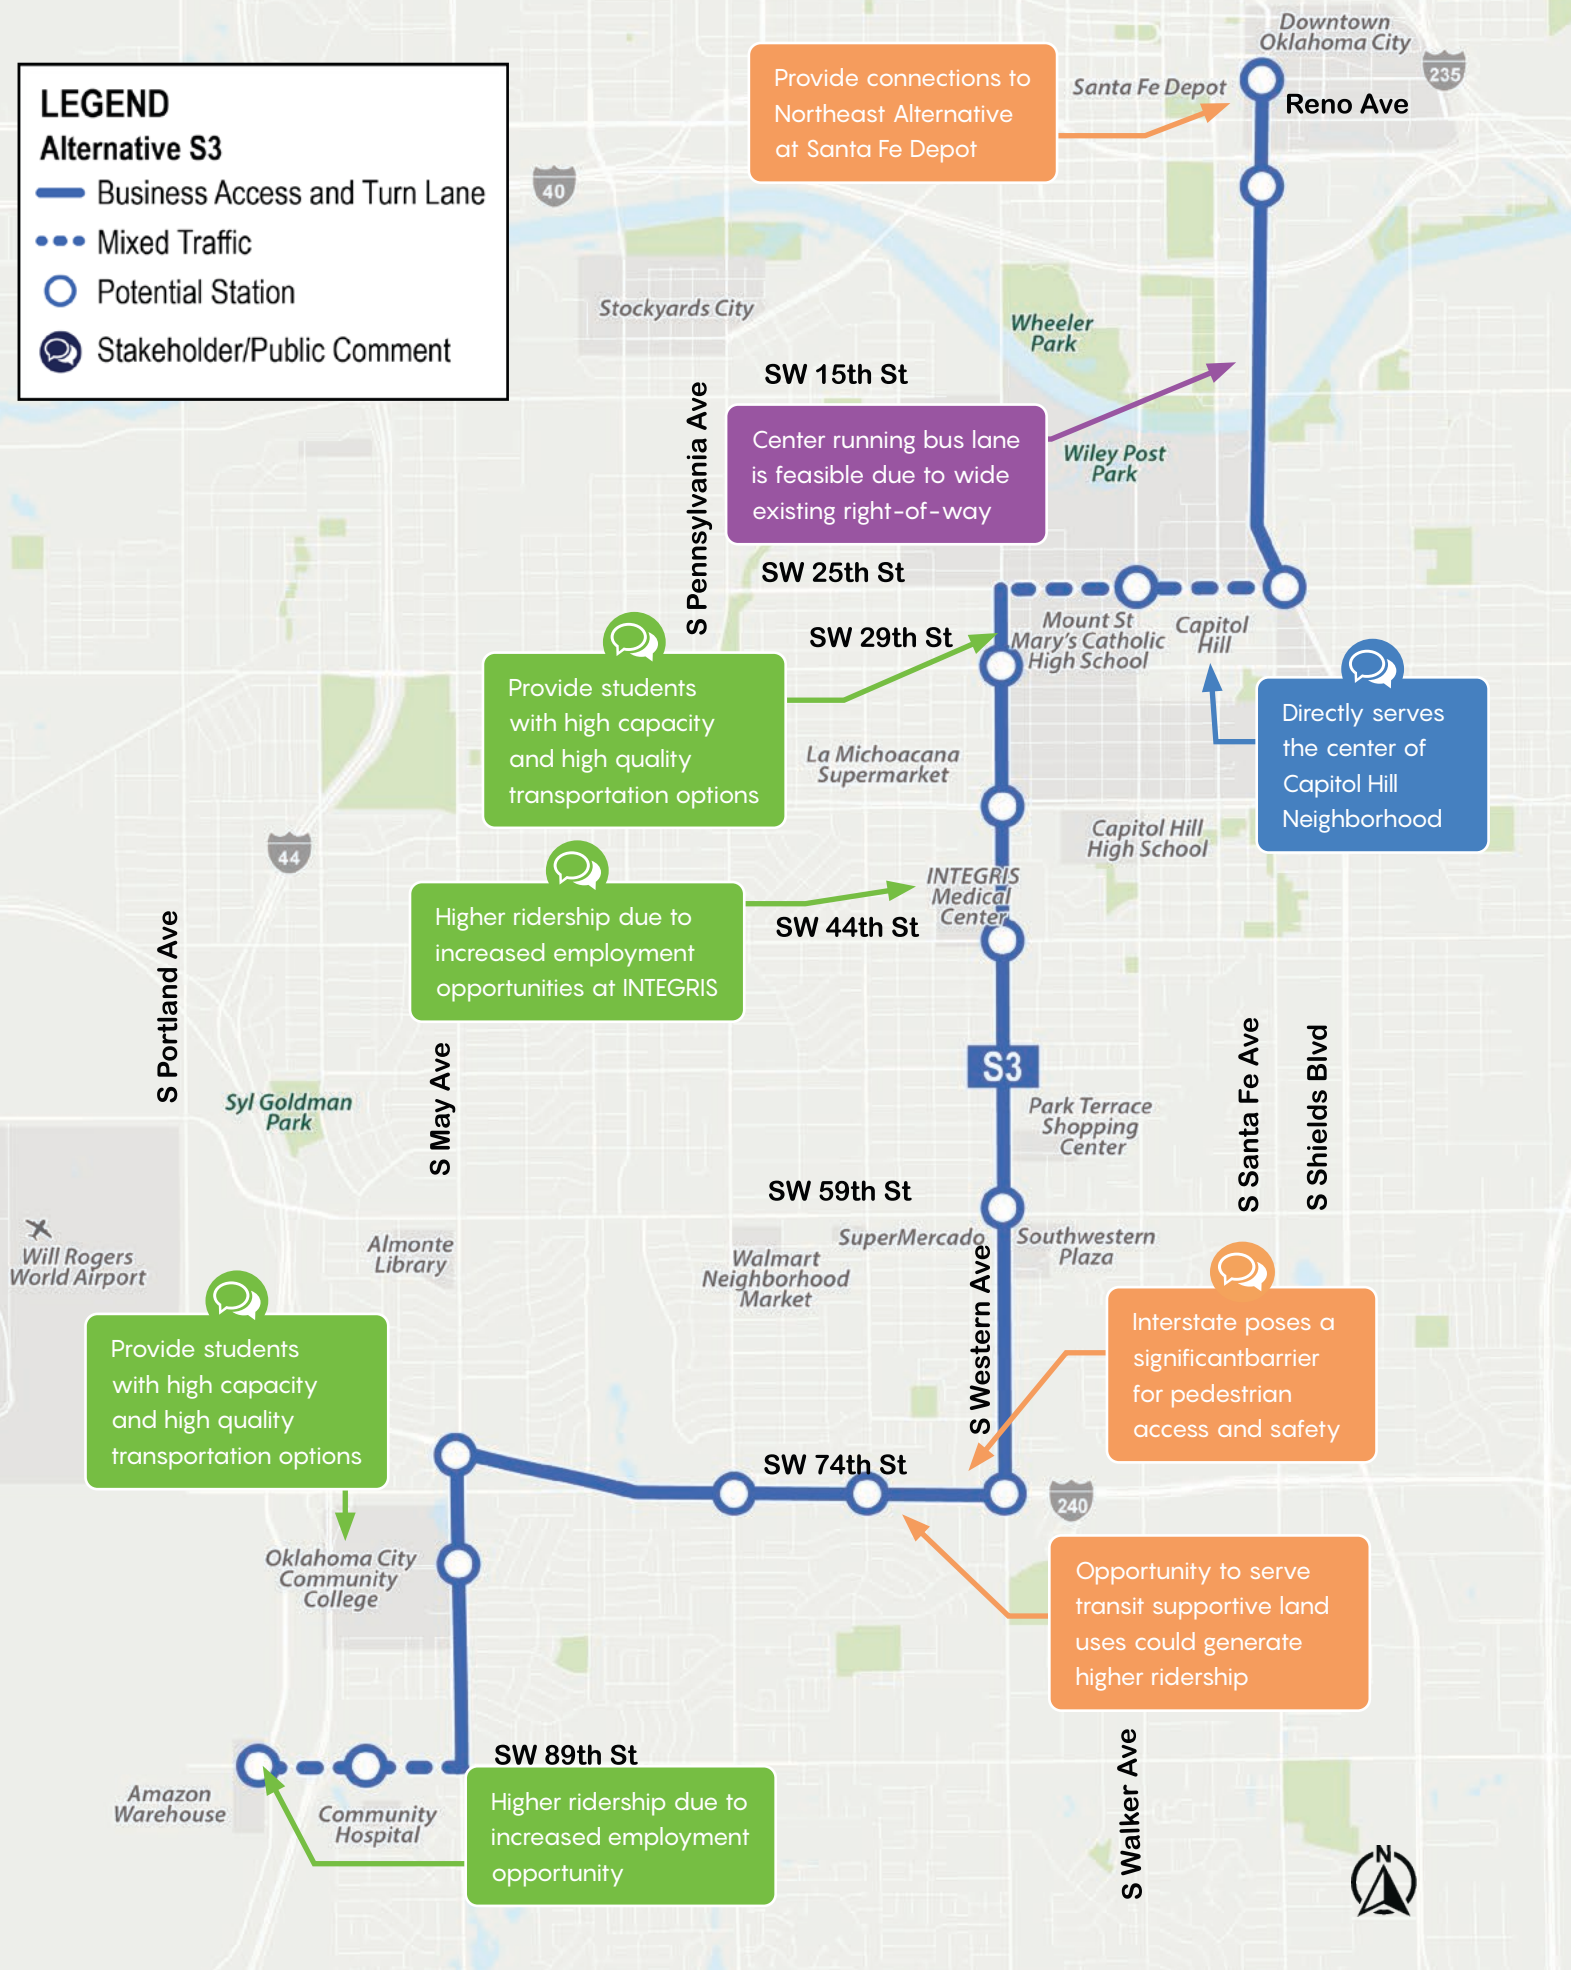 Downtown
Oklahoma City
235
Santa Fe Depot
Reno Ave
Provide connections to
Northeast Alternative
at Santa Fe Depot
LEGEND
Alternative S3
Business Access and Turn Lane
Mixed Traffic
Potential Station
Stakeholder/Public Comment
40
Stockyards City
Wheeler
Park
SW 15th St
S Pennsylvania Ave
Center running bus lane
is feasible due to wide
existing right-of-way
Wiley Post
Park
SW 25th St
SW 29th St
Mount St
Mary's Catholic
High School
Capitol
Hill
Provide students
with high capacity
and high quality
transportation options
Directly serves
the center of
Capitol Hill
Neighborhood
La Michoacana
Supermarket
Capitol Hill
High School
44
INTEGRIS
Medical
Center
Higher ridership due to
increased employment
opportunities at INTEGRIS
SW 44th St
S Portland Ave
S May Ave
S Santa Fe Ave
S Shields Blvd
S3
Syl Goldman
Park
Park Terrace
Shopping
Center
SW 59th St
Will Rogers
World Airport
Almonte
Library
SuperMercado
Southwestern
Plaza
Walmart
Neighborhood
Market
S Western Ave
Provide students
with high capacity
and high quality
transportation options
Interstate poses a
significantbarrier
for pedestrian
access and safety
SW 74th St
240
Oklahoma City
Community
College
Opportunity to serve
transit supportive land
uses could generate
higher ridership
SW 89th St
S Walker Ave
Amazon
Warehouse
Community
Hospital
Higher ridership due to
increased employment
opportunity
N